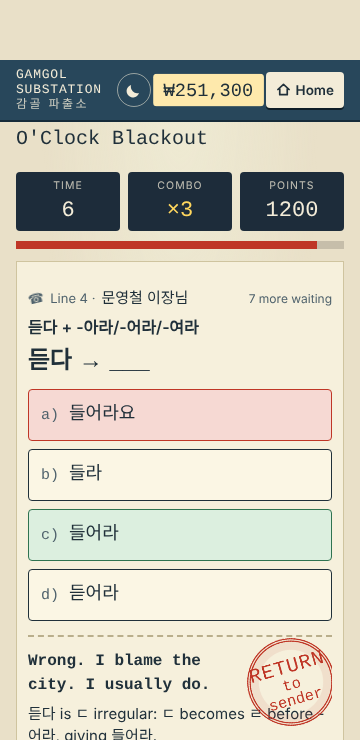 GAMGOL
SUBSTATION
감골 파출소
₩251,300
Home
O'Clock Blackout
TIME
6
COMBO
×3
POINTS
1200
☎ Line 4 · 문영철 이장님
7 more waiting
듣다 + -아라/-어라/-여라
듣다 → ___
a) 들어라요
b) 들라
c) 들어라
d) 듣어라
Wrong. I blame the
city. I usually do.
RETURN
to
sender
듣다 is ㄷ irregular: ㄷ becomes ㄹ before -
어라, giving 들어라.